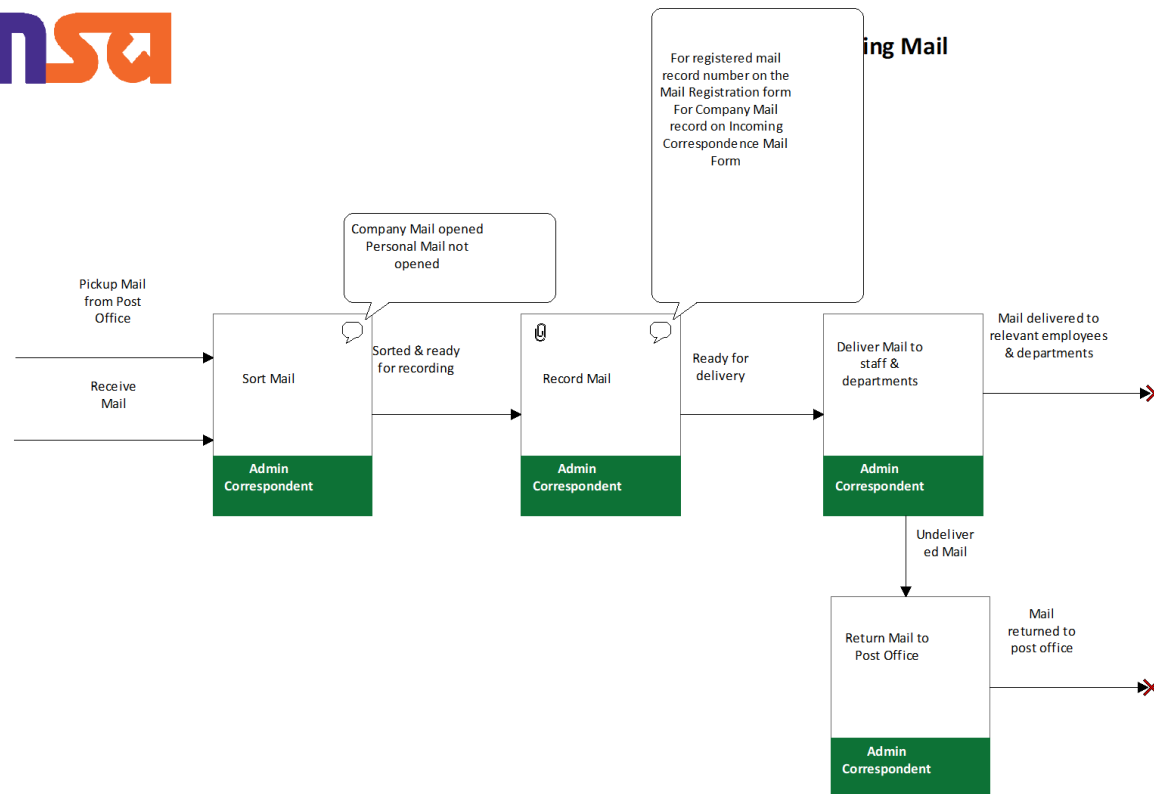 nsa
ing Mail
For registered mail
record number on the
Mail Registration form
For Company Mail
record on Incoming
Correspondence Mail
Form
Company Mail opened
Personal Mail not
opened
Pickup Mail
from Post
Office
Receive
Mail
Sort Mail
Admin
Correspondent
Sorted & ready
for recording
Record Mail
Admin
Correspondent
Ready for
delivery
Deliver Mail to
staff &
departments
Admin
Correspondent
Mail delivered to
relevant employees
& departments
Undeliver
ed Mail
Return Mail to
Post Office
Admin
Correspondent
Mail
returned to
post office